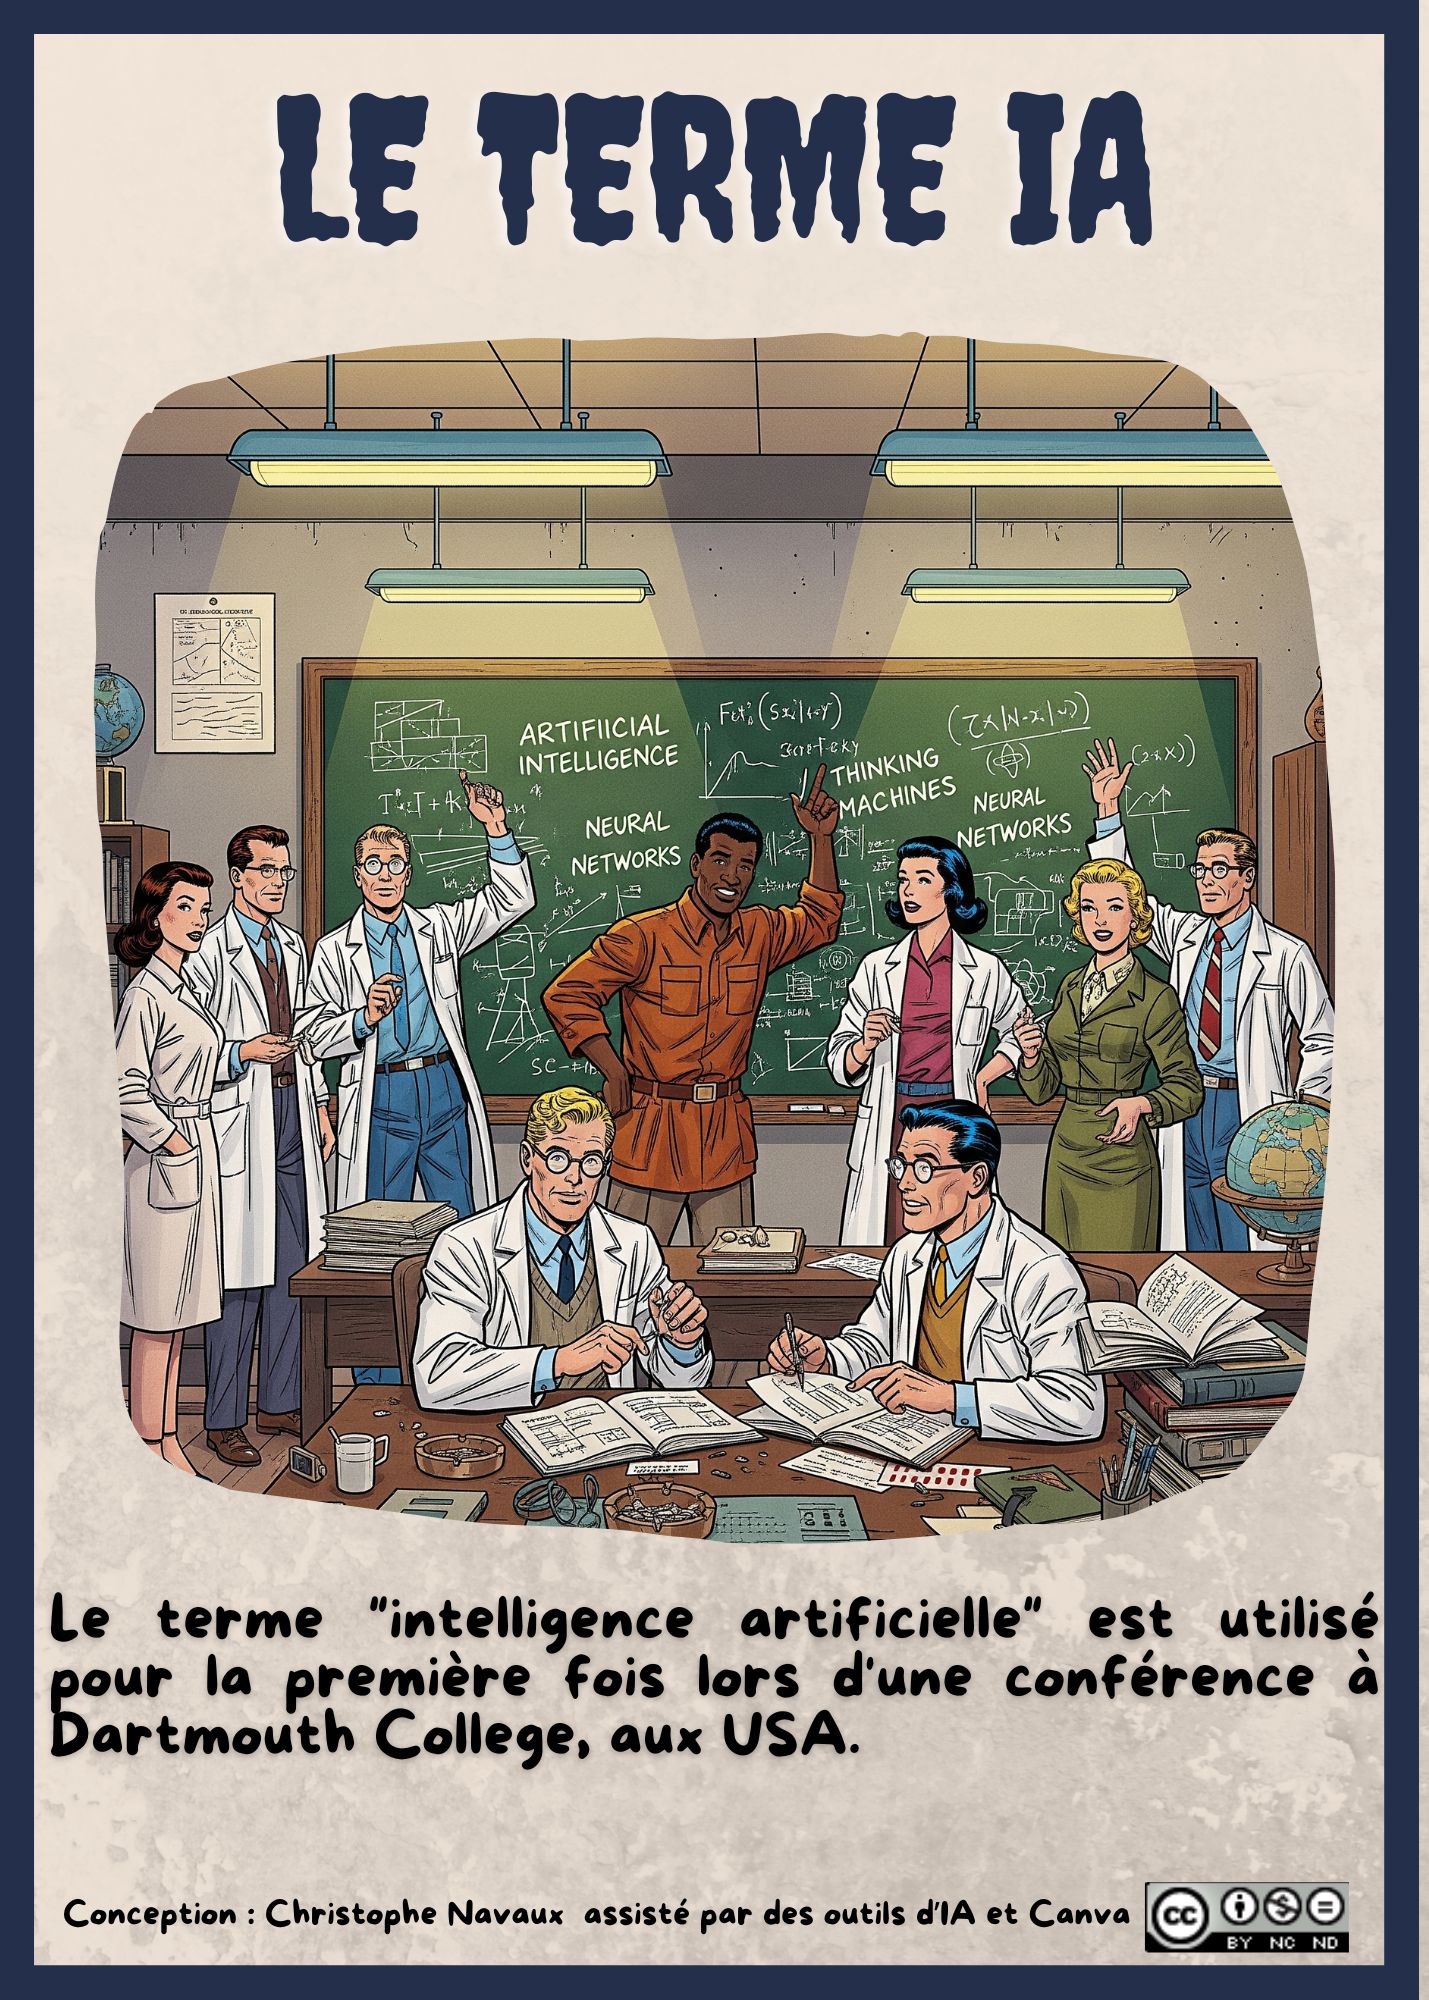 LE TERME IA
ARTIFIICIAL
INTELLIGENCE
THINKING
MACHINES
NEURAL
NETWORKS
NEURAL
NETWORKS
Le terme "intelligence artificielle" est utilisé
pour la première fois lors d'une conférence à
Dartmouth College, aux USA.
Conception : Christophe Navaux assisté par des outils d'IA et Canva
cc
BY NC ND